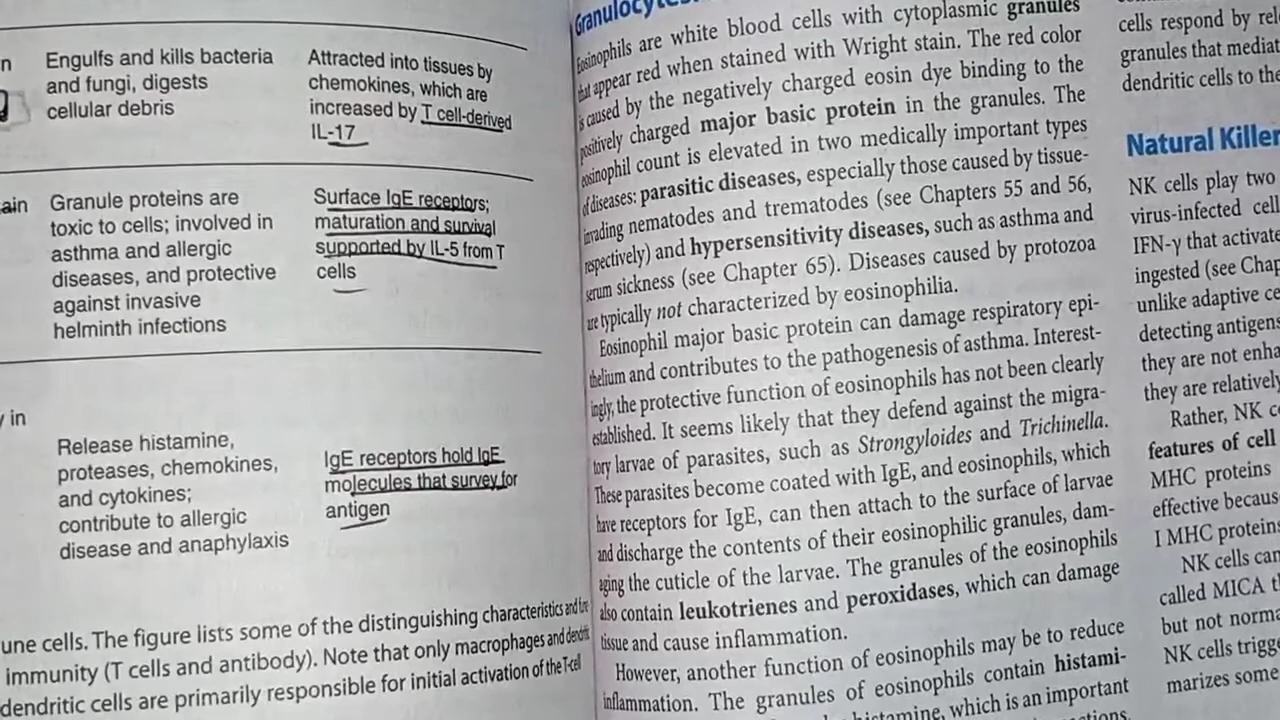 n
Engulfs and kills bacteria
and fungi, digests
cellular debris
Attracted into tissues by
chemokines, which are
increased by T cell-derived
IL-17
ain
Granule proteins are
toxic to cells; involved in
asthma and allergic
diseases, and protective
against invasive
helminth infections
Surface IgE receptors;
maturation and survival
supported by IL-5 from T
cells
y in
Release histamine,
proteases, chemokines,
and cytokines;
contribute to allergic
disease and anaphylaxis
IgE receptors hold IgE
molecules that survey for
antigen
une cells. The figure lists some of the distinguishing characteristics and
immunity (T cells and antibody). Note that only macrophages and dendritic
dendritic cells are primarily responsible for initial activation of the T-cell
Granulocytes
Eosinophils are white blood cells with cytoplasmic granules
that appear red when stained with Wright stain. The red color
is caused by the negatively charged eosin dye binding to the
positively charged major basic protein in the granules. The
eosinophil count is elevated in two medically important types
of diseases: parasitic diseases, especially those caused by tissue-
invading nematodes and trematodes (see Chapters 55 and 56,
respectively) and hypersensitivity diseases, such as asthma and
serum sickness (see Chapter 65). Diseases caused by protozoa
are typically not characterized by eosinophilia.
Eosinophil major basic protein can damage respiratory epi-
thelium and contributes to the pathogenesis of asthma. Interest-
ingly, the protective function of eosinophils has not been clearly
established. It seems likely that they defend against the migra-
tory larvae of parasites, such as Strongyloides and Trichinella.
These parasites become coated with IgE, and eosinophils, which
have receptors for IgE, can then attach to the surface of larvae
and discharge the contents of their eosinophilic granules, dam-
aging the cuticle of the larvae. The granules of the eosinophils
also contain leukotrienes and peroxidases, which can damage
tissue and cause inflammation.
However, another function of eosinophils may be to reduce
inflammation. The granules of eosinophils contain histami-
histamine, which is an important
cells respond by rel
granules that mediat
dendritic cells to the
Natural Killer
NK cells play two
virus-infected cell
IFN-γ that activate
ingested (see Chap
unlike adaptive ce
detecting antigens
they are not enha
they are relatively
Rather, NK c
features of cell
MHC proteins
effective becaus
I MHC proteins
NK cells can
called MICA t
but not norma
NK cells trigg
marizes some